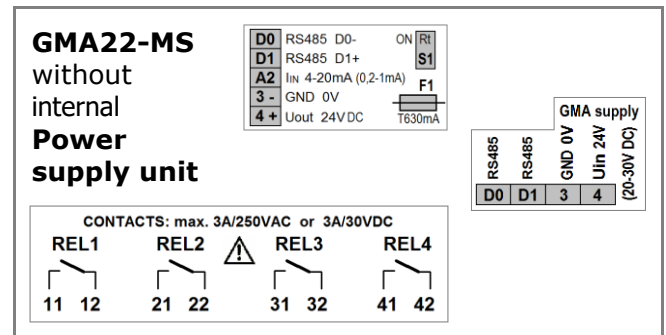 GMA22-MS
without
internal
Power
supply unit
D0 RS485 D0- ON Rt
D1 RS485 D1+ S1
A2 IIN 4-20mA (0,2-1mA) F1
3 - GND 0V
4 + Uout 24VDC T630mA
GMA supply
RS485
RS485
GND 0V
Uin 24V
(20-30V DC)
D0 D1 3 4
CONTACTS: max. 3A/250VAC or 3A/30VDC
REL1 REL2 REL3 REL4
11 12 21 22 31 32 41 42